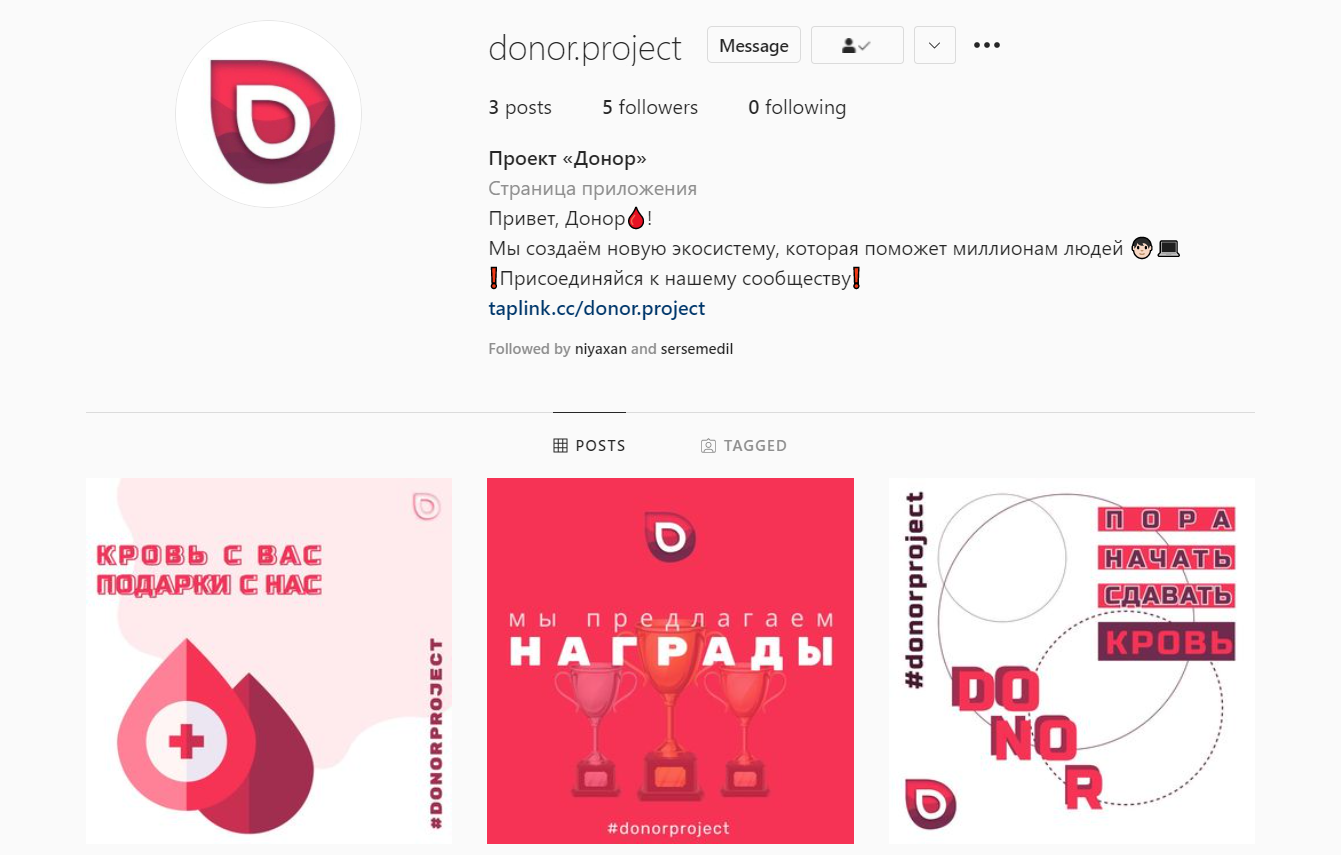 donor.project
Message
3 posts 5 followers 0 following
Проект «Донор»
Страница приложения
Привет, Донор🩸!
Мы создаём новую экосистему, которая поможет миллионам людей 👨🏻💻
❗Присоединяйся к нашему сообществу❗
taplink.cc/donor.project
Followed by niyaxan and sersemedil
POSTS TAGGED
КРОВЬ С ВАС
ПОДАРКИ С НАС
#DONORPROJECT
мы предлагаем
НАГРАДЫ
#donorproject
#donorproject
ПОРА
НАЧАТЬ
СДАВАТЬ
КРОВЬ
DO
NO
R